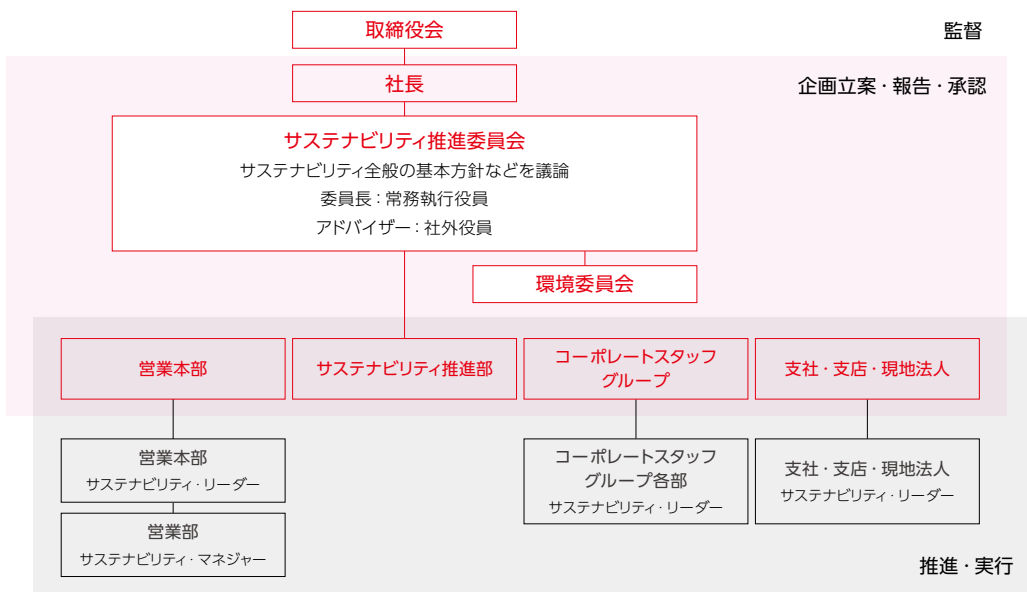 取締役会
監督
社長
企画立案・報告・承認
サステナビリティ推進委員会
サステナビリティ全般の基本方針などを議論
委員長：常務執行役員
アドバイザー：社外役員
環境委員会
営業本部
サステナビリティ推進部
コーポレートスタッフ
グループ
支社・支店・現地法人
営業本部
サステナビリティ・リーダー
コーポレートスタッフ
グループ各部
サステナビリティ・リーダー
支社・支店・現地法人
サステナビリティ・リーダー
営業部
サステナビリティ・マネジャー
推進・実行